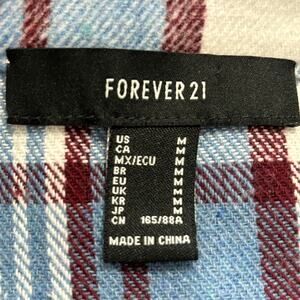 FOREVER 21
US M
CA M
MX/ECU M
BR M
EU M
UK M
KR M
JP M
CN 165/88A
MADE IN CHINA